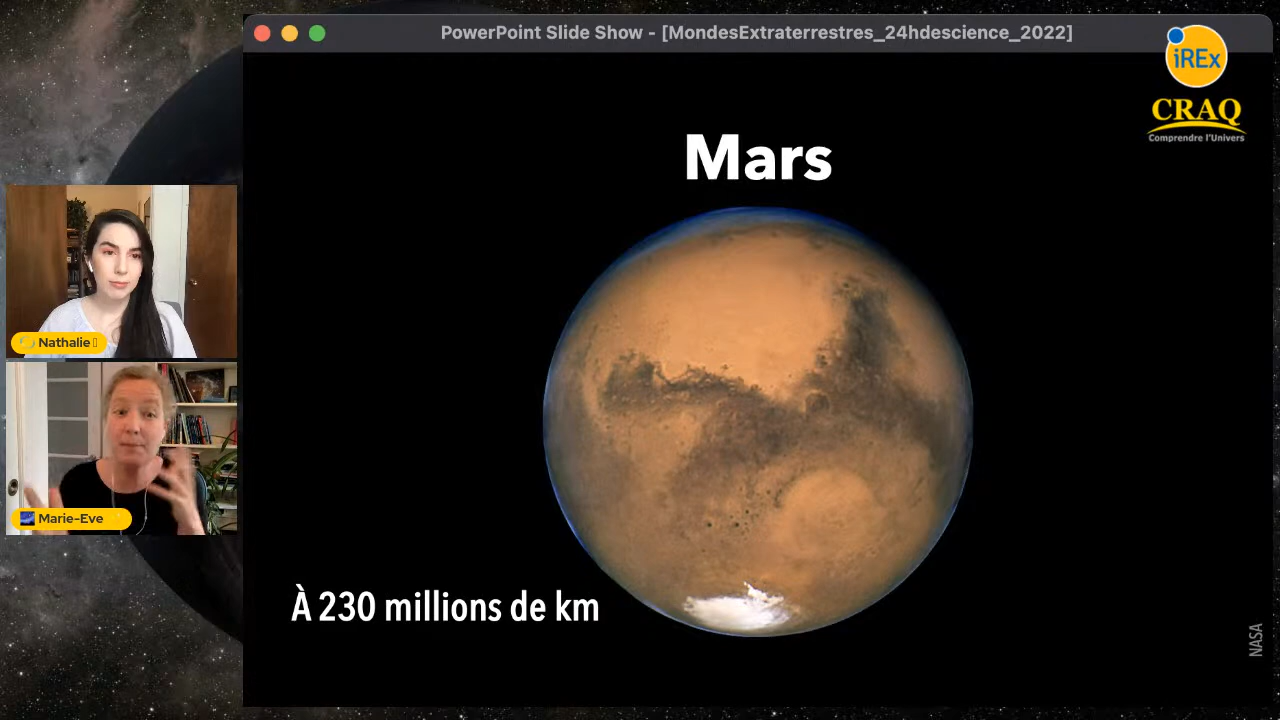 PowerPoint Slide Show - [MondesExtraterrestres_24hdescience_2022]
iREx
CRAQ
Comprendre l'Univers
Mars
Nathalie
Marie-Eve
À 230 millions de km
NASA